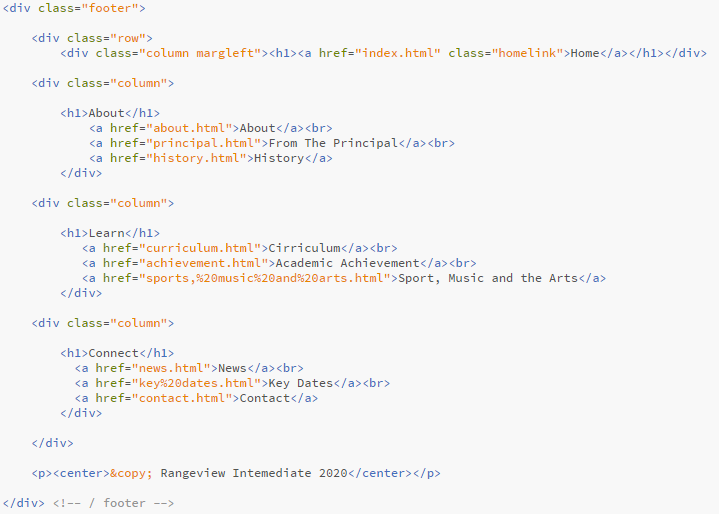 <div class="footer">
<div class="row">
<div class="column margleft"><h1><a href="index.html" class="homelink">Home</a></h1></div>
<div class="column">
<h1>About</h1>
<a href="about.html">About</a><br>
<a href="principal.html">From The Principal</a><br>
<a href="history.html">History</a>
</div>
<div class="column">
<h1>Learn</h1>
<a href="curriculum.html">Cirriculum</a><br>
<a href="achievement.html">Academic Achievement</a><br>
<a href="sports,%20music%20and%20arts.html">Sport, Music and the Arts</a>
</div>
<div class="column">
<h1>Connect</h1>
<a href="news.html">News</a><br>
<a href="key%20dates.html">Key Dates</a><br>
<a href="contact.html">Contact</a>
</div>
</div>
<p><center>&copy; Rangeview Intemediate 2020</center></p>
</div> <!-- / footer -->